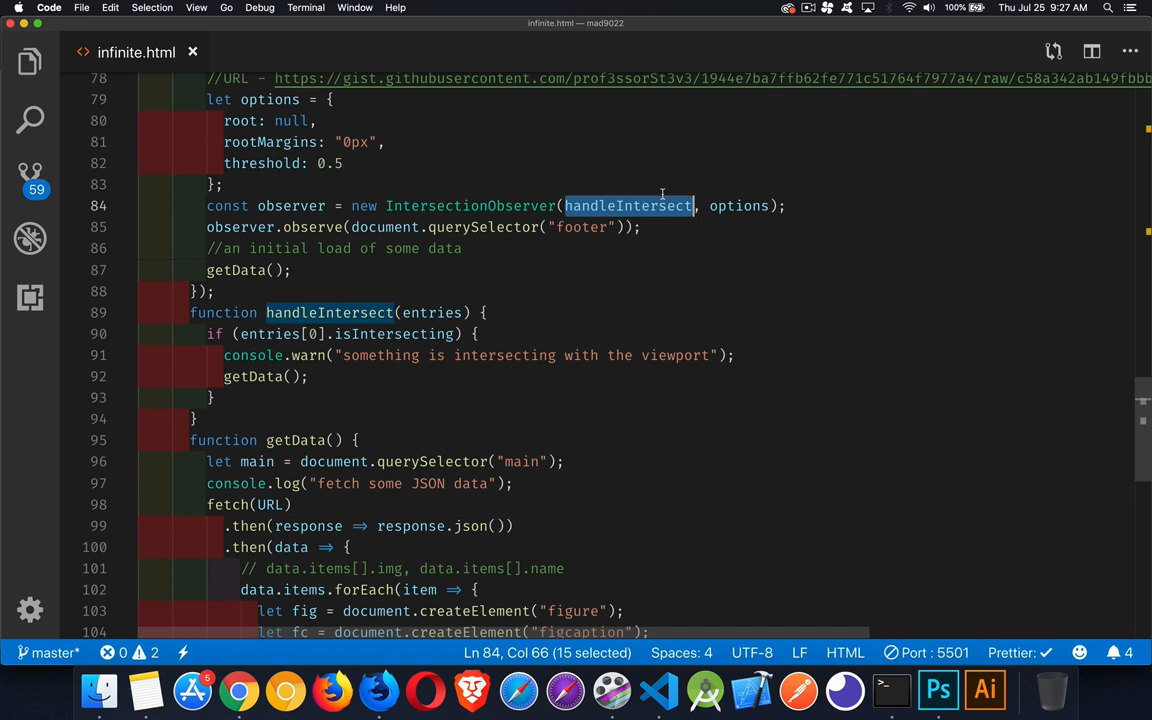 Code File Edit Selection View Go Debug Terminal Window Help 100% Thu Jul 25 9:27 AM
infinite.html — mad9022
<> infinite.html ×
78 //URL - https://gist.githubusercontent.com/prof3ssorSt3v3/1944e7ba7ffb62fe771c51764f7977a4/raw/c58a342ab149fbbb
79 let options = {
80 root: null,
81 rootMargins: "0px",
82 threshold: 0.5
83 };
84 const observer = new IntersectionObserver(handleIntersect, options);
85 observer.observe(document.querySelector("footer"));
86 //an initial load of some data
87 getData();
88 });
89 function handleIntersect(entries) {
90 if (entries[0].isIntersecting) {
91 console.warn("something is intersecting with the viewport");
92 getData();
93 }
94 }
95 function getData() {
96 let main = document.querySelector("main");
97 console.log("fetch some JSON data");
98 fetch(URL)
99 .then(response => response.json())
100 .then(data => {
101 // data.items[].img, data.items[].name
102 data.items.forEach(item => {
103 let fig = document.createElement("figure");
104 let fc = document.createElement("figcaption");
59
master* 0 2 Ln 84, Col 66 (15 selected) Spaces: 4 UTF-8 LF HTML Port : 5501 Prettier: ✓ 4
5
>_
Ps
Ai